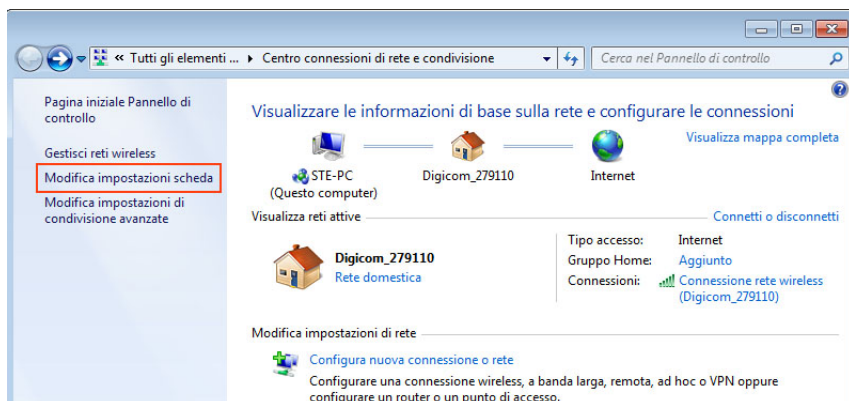 « Tutti gli elementi ... ▸ Centro connessioni di rete e condivisione
Cerca nel Pannello di controllo
Pagina iniziale Pannello di
controllo
Gestisci reti wireless
Modifica impostazioni scheda
Modifica impostazioni di
condivisione avanzate
Visualizzare le informazioni di base sulla rete e configurare le connessioni
Visualizza mappa completa
STE-PC
(Questo computer)
Digicom_279110
Internet
Visualizza reti attive
Connetti o disconnetti
Digicom_279110
Rete domestica
Tipo accesso: Internet
Gruppo Home: Aggiunto
Connessioni: Connessione rete wireless
(Digicom_279110)
Modifica impostazioni di rete
Configura nuova connessione o rete
Configurare una connessione wireless, a banda larga, remota, ad hoc o VPN oppure
configurare un router o un punto di accesso.